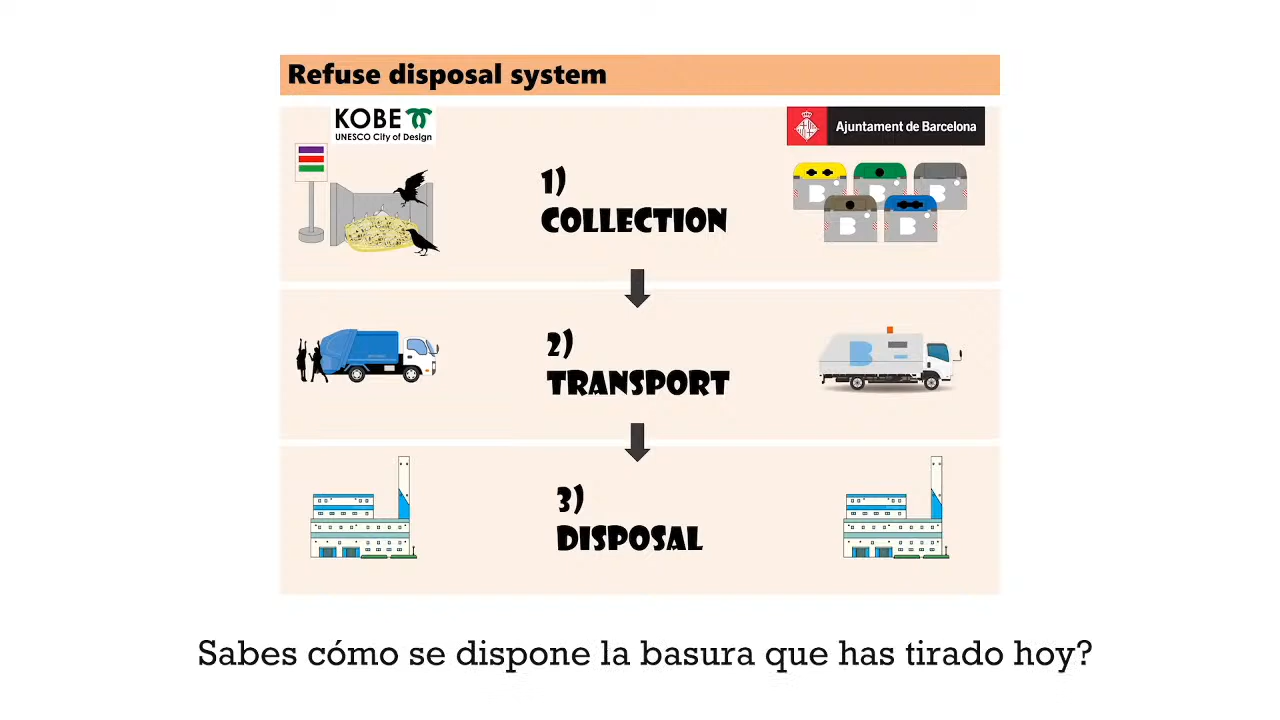 Refuse disposal system
KOBE
UNESCO City of Design
Ajuntament de Barcelona
1)
COLLECTION
B
B
B
B
B
2)
TRANSPORT
B
3)
DISPOSAL
Sabes cómo se dispone la basura que has tirado hoy?